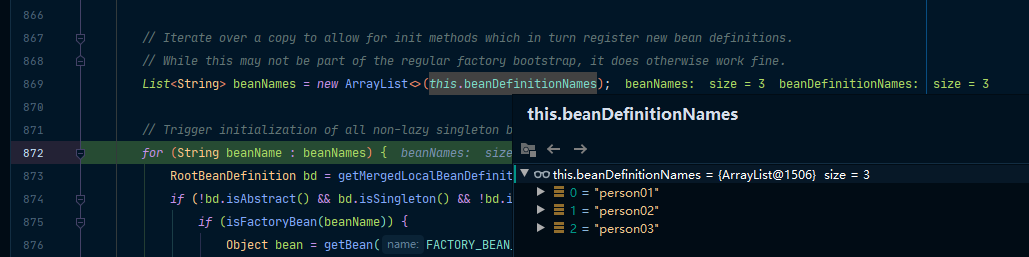 866
867 // Iterate over a copy to allow for init methods which in turn register new bean definitions.
868 // While this may not be part of the regular factory bootstrap, it does otherwise work fine.
869 List<String> beanNames = new ArrayList<>(this.beanDefinitionNames); beanNames: size = 3 beanDefinitionNames: size = 3
870
this.beanDefinitionNames
871 // Trigger initialization of all non-lazy singleton b
872 for (String beanName : beanNames) { beanNames: size
873 RootBeanDefinition bd = getMergedLocalBeanDefinit
this.beanDefinitionNames = {ArrayList@1506} size = 3
874 if (!bd.isAbstract() && bd.isSingleton() && !bd.i
0 = "person01"
875 if (isFactoryBean(beanName)) {
1 = "person02"
876 Object bean = getBean( name: FACTORY_BEAN_
2 = "person03"